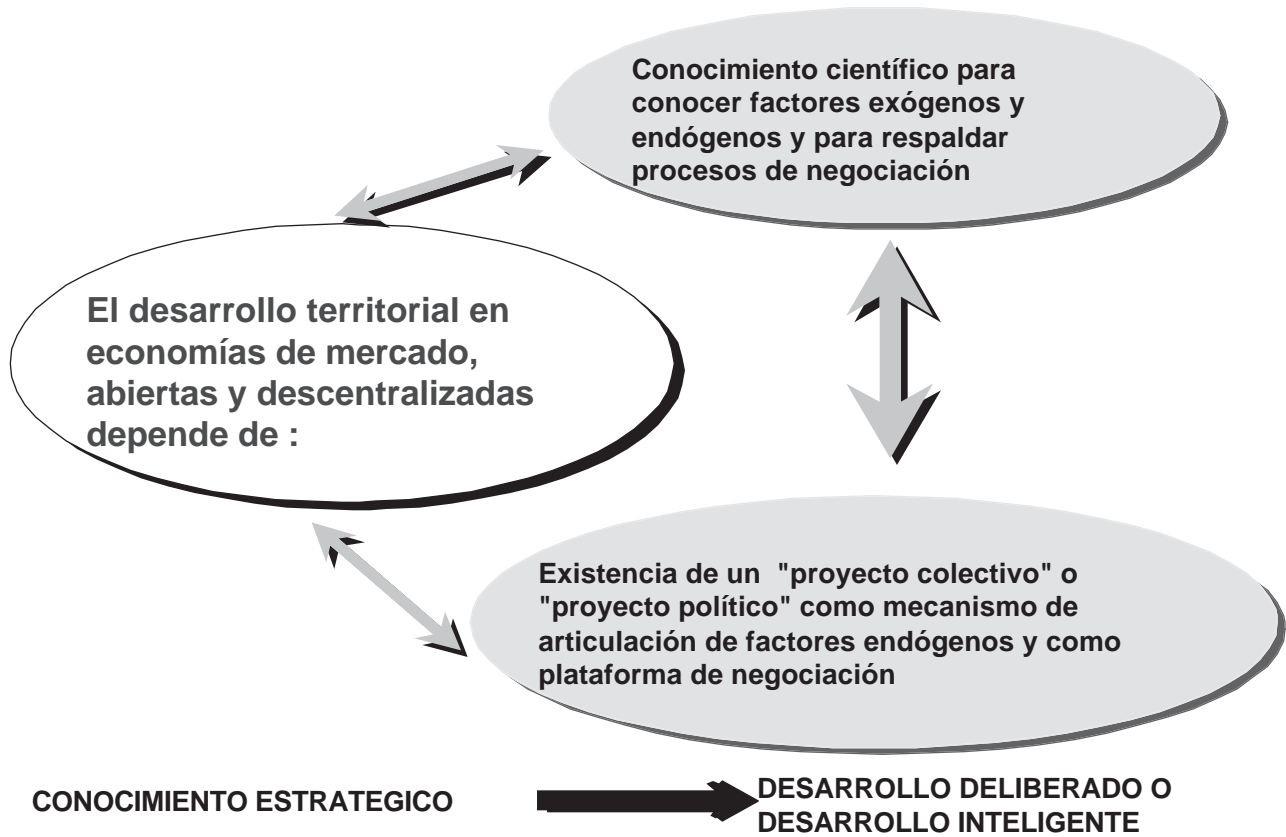 Conocimiento científico para
conocer factores exógenos y
endógenos y para respaldar
procesos de negociación
El desarrollo territorial en
economías de mercado,
abiertas y descentralizadas
depende de :
Existencia de un "proyecto colectivo" o
"proyecto político" como mecanismo de
articulación de factores endógenos y como
plataforma de negociación
CONOCIMIENTO ESTRATEGICO
DESARROLLO DELIBERADO O
DESARROLLO INTELIGENTE